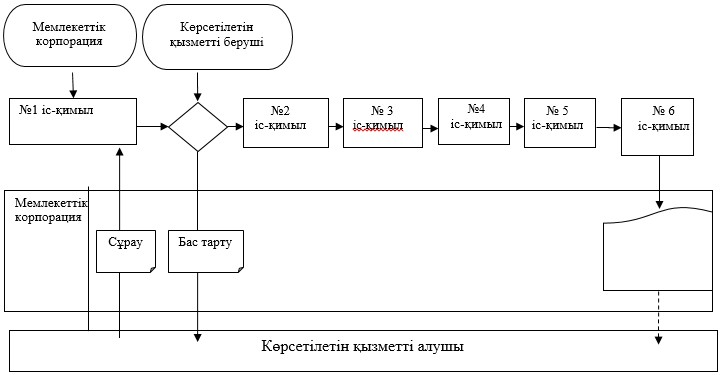 Мемлекеттік
корпорация
Көрсетілетін
қызметті беруші
№1 іс-қимыл
№2
іс-қимыл
№ 3
іс-қимыл
№4
іс-қимыл
№ 5
іс-қимыл
№ 6
іс-қимыл
Мемлекеттік
корпорация
Сұрау
Бас тарту
Көрсетілетін қызметті алушы